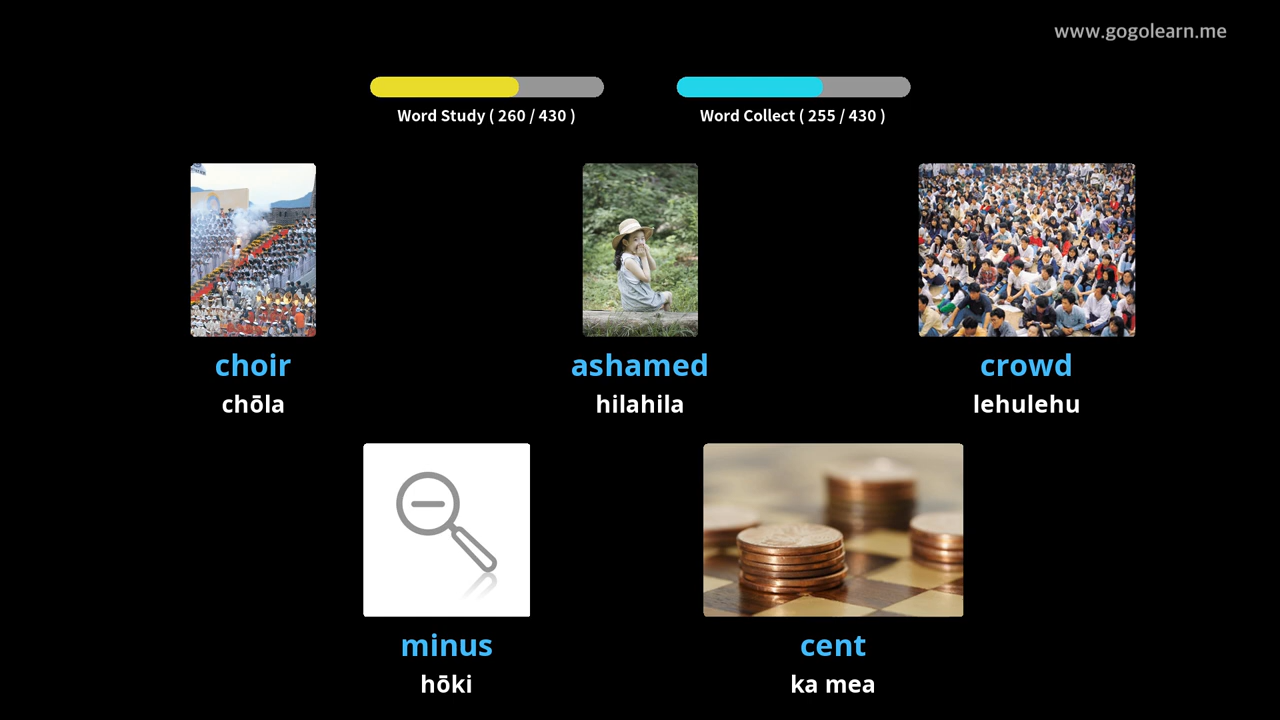 www.gogolearn.me
Word Study ( 260 / 430 )
Word Collect ( 255 / 430 )
choir
chōla
ashamed
hilahila
crowd
lehulehu
minus
hōki
cent
ka mea